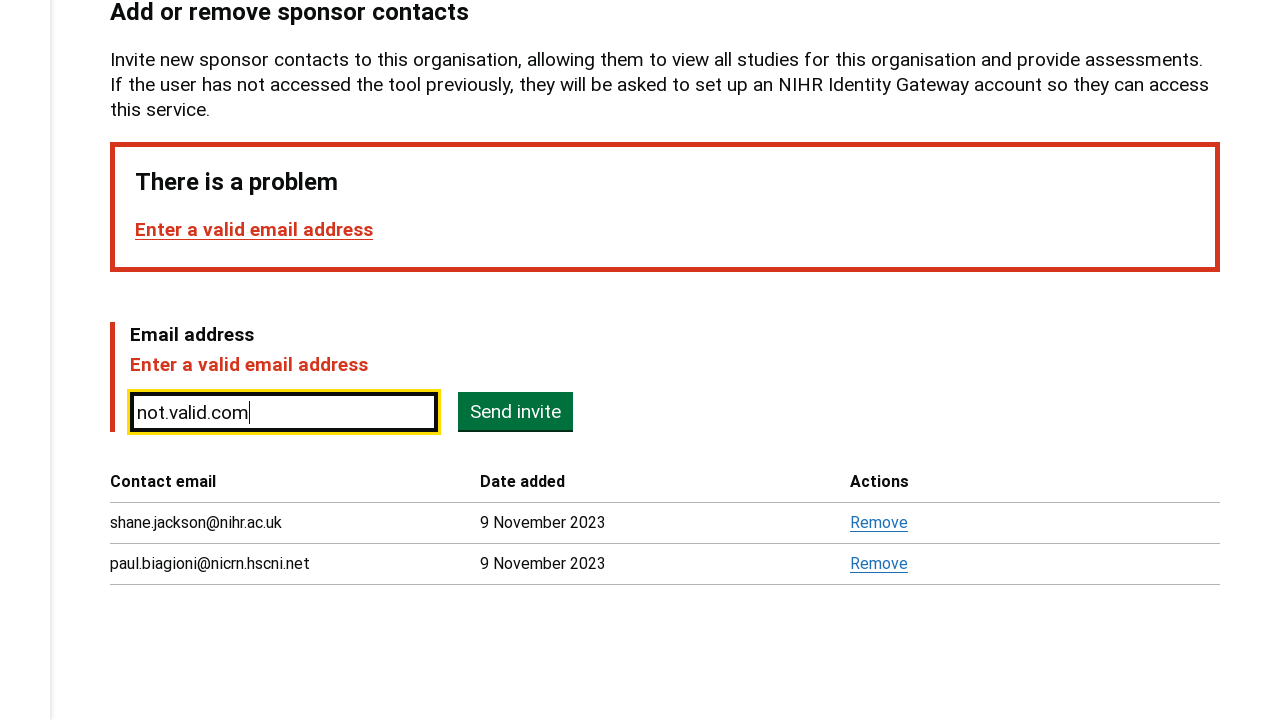 Add or remove sponsor contacts
Invite new sponsor contacts to this organisation, allowing them to view all studies for this organisation and provide assessments.
If the user has not accessed the tool previously, they will be asked to set up an NIHR Identity Gateway account so they can access
this service.
There is a problem
Enter a valid email address
Email address
Enter a valid email address
not.valid.com
Send invite
Contact email Date added Actions
shane.jackson@nihr.ac.uk 9 November 2023 Remove
paul.biagioni@nicrn.hscni.net 9 November 2023 Remove